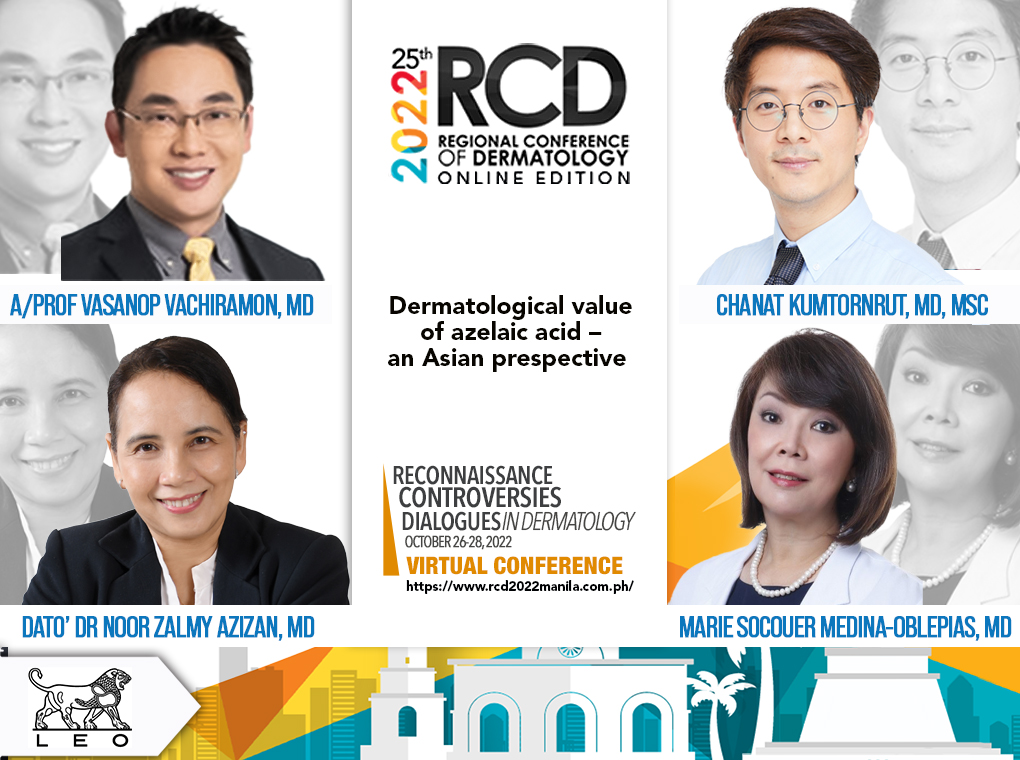 25th
2022
RCD
REGIONAL CONFERENCE
OF DERMATOLOGY
ONLINE EDITION
A/PROF VASANOP VACHIRAMON, MD
CHANAT KUMTORNRUT, MD, MSC
Dermatological value
of azelaic acid –
an Asian prespective
RECONNAISSANCE
CONTROVERSIES
DIALOGUES IN DERMATOLOGY
OCTOBER 26-28, 2022
VIRTUAL CONFERENCE
https://www.rcd2022manila.com.ph/
DATO' DR NOOR ZALMY AZIZAN, MD
MARIE SOCOUER MEDINA-OBLEPIAS, MD
LEO